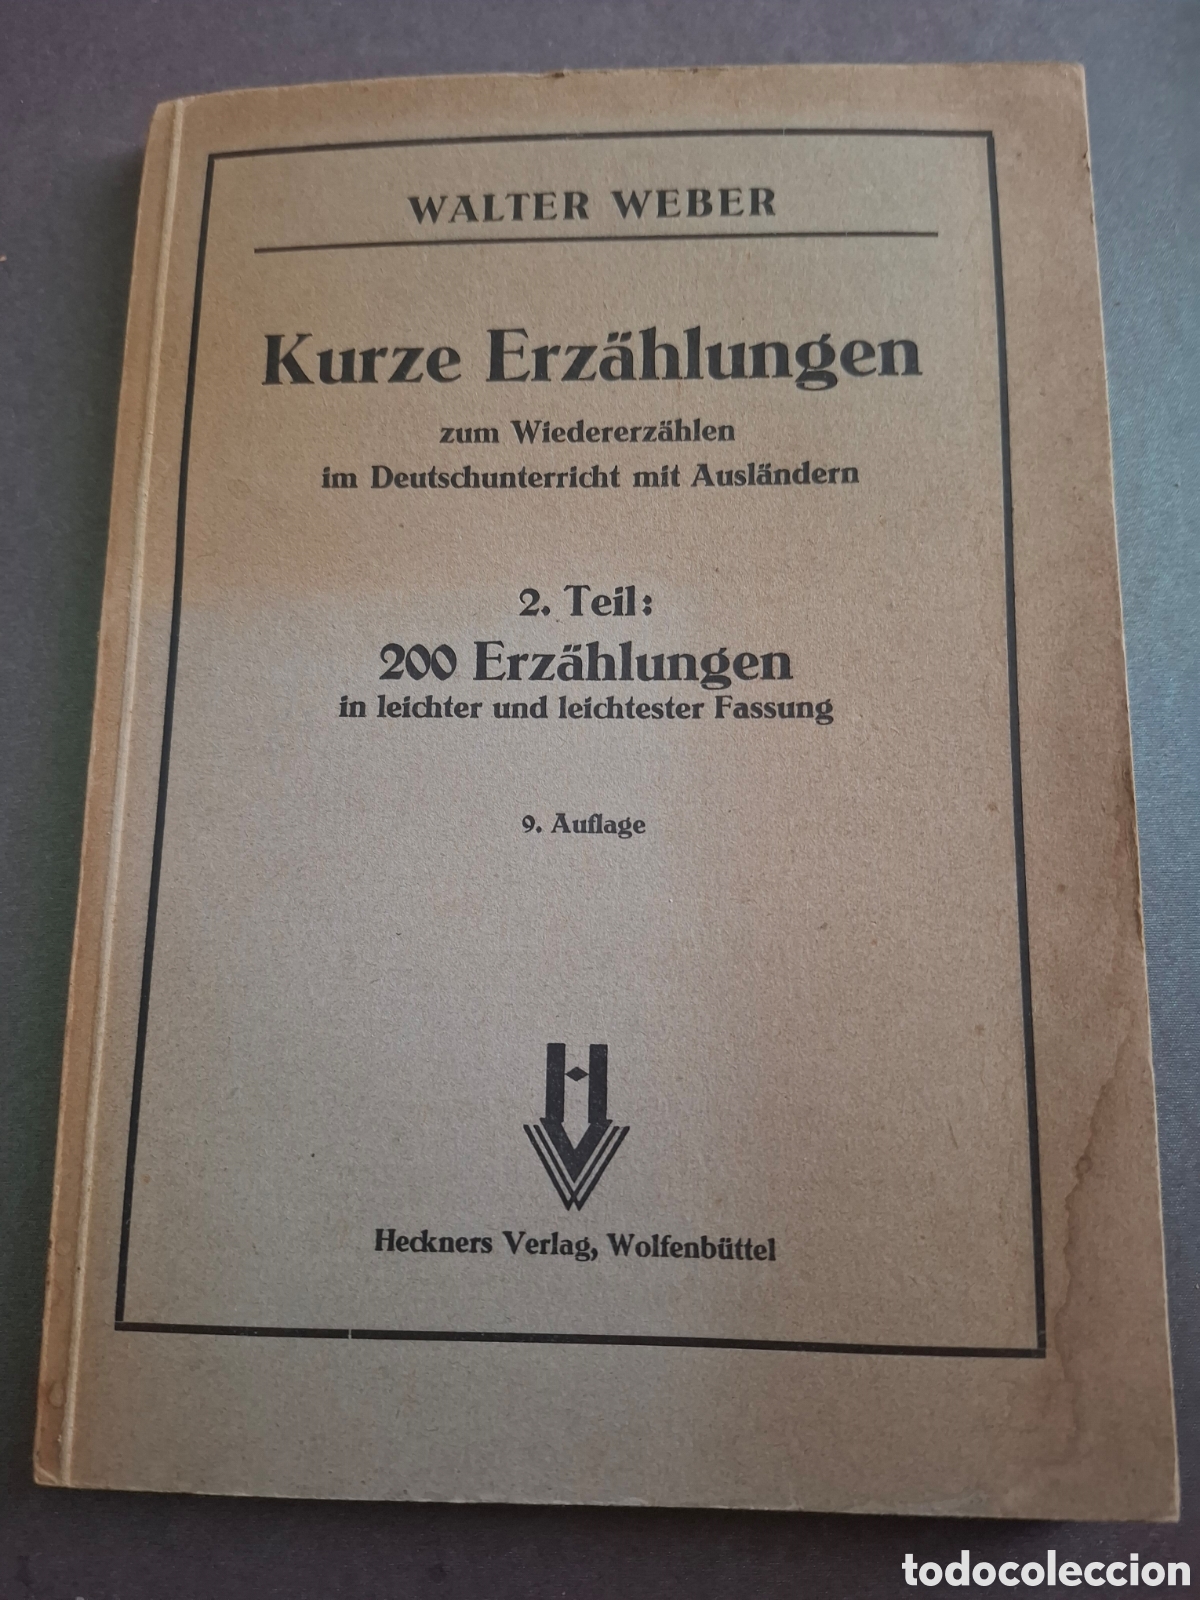 WALTER WEBER
Kurze Erzählungen
zum Wiedererzählen
im Deutschunterricht mit Ausländern
2. Teil:
200 Erzählungen
in leichter und leichtester Fassung
9. Auflage
HV
Heckners Verlag, Wolfenbüttel
todocoleccion